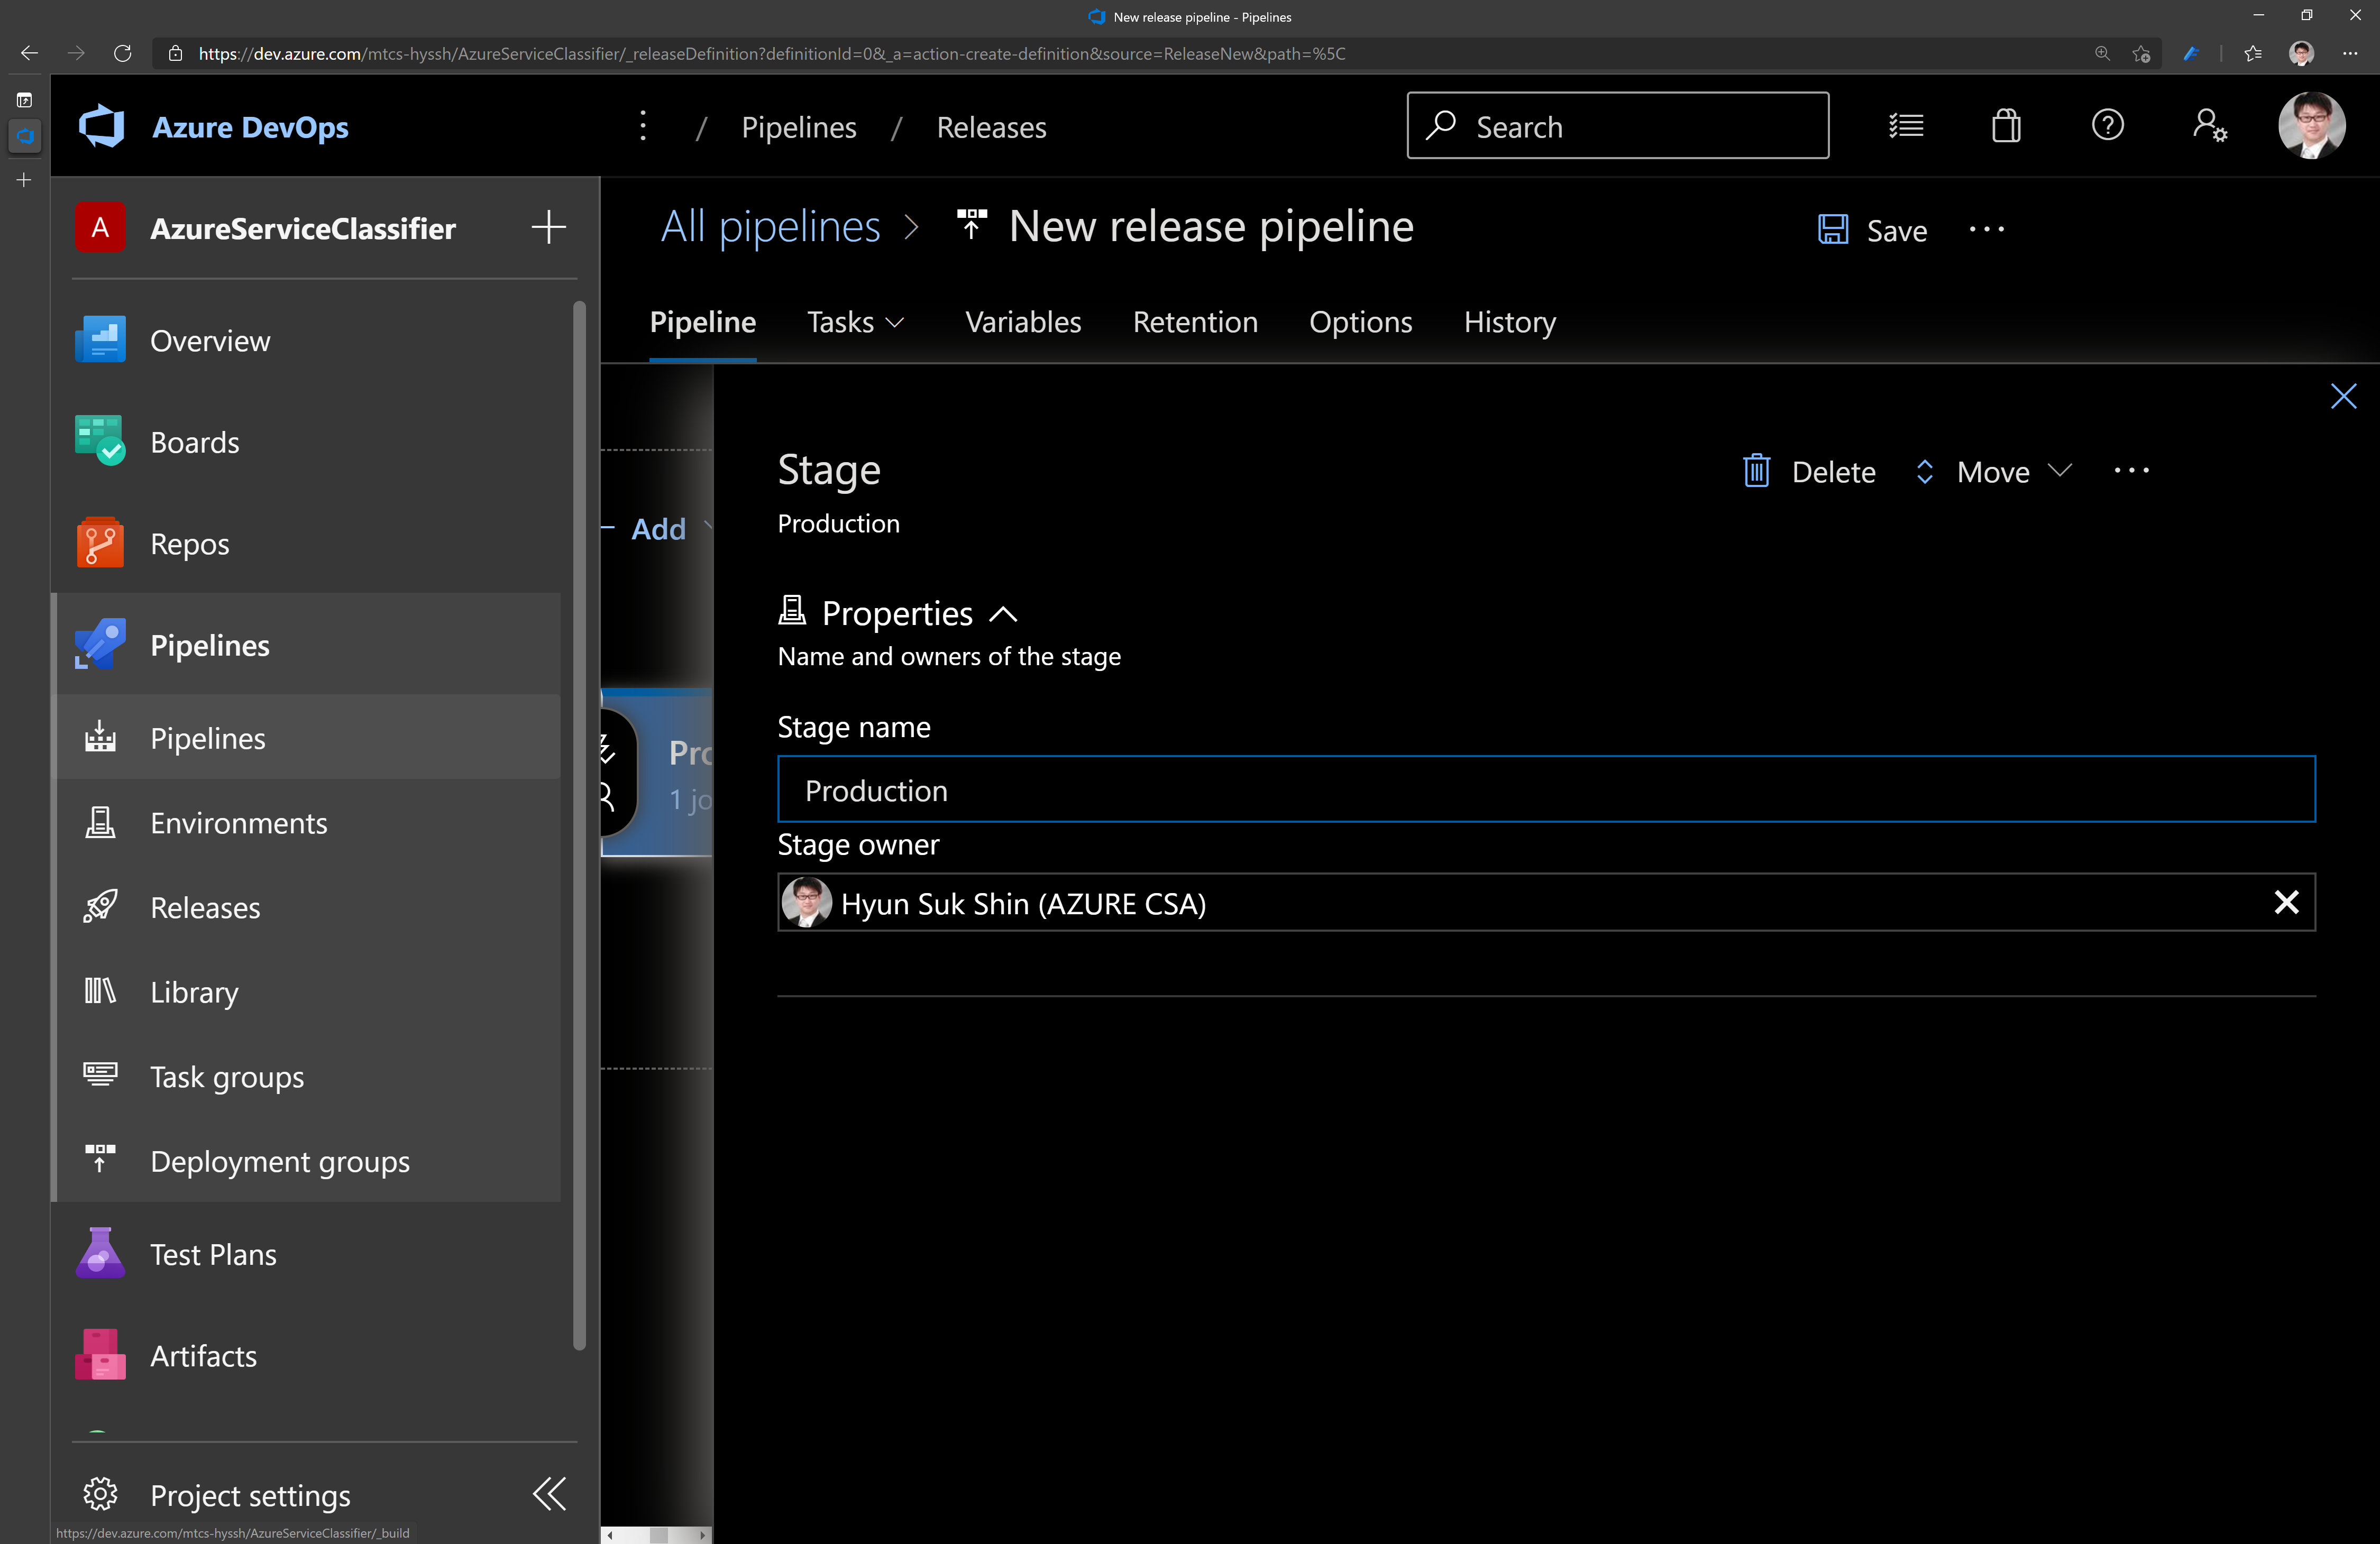 New release pipeline - Pipelines
https://dev.azure.com/mtcs-hyssh/AzureServiceClassifier/_releaseDefinition?definitionId=0&_a=action-create-definition&source=ReleaseNew&path=%5C
Azure DevOps
/ Pipelines / Releases
Search
A AzureServiceClassifier
All pipelines > New release pipeline
Save
Pipeline Tasks Variables Retention Options History
Overview
Boards
Repos
Pipelines
Pipelines
Environments
Releases
Library
Task groups
Deployment groups
Test Plans
Artifacts
Project settings
https://dev.azure.com/mtcs-hyssh/AzureServiceClassifier/_build
Add
Pro
1 jo
Stage
Delete Move
Production
Properties
Name and owners of the stage
Stage name
Production
Stage owner
Hyun Suk Shin (AZURE CSA)